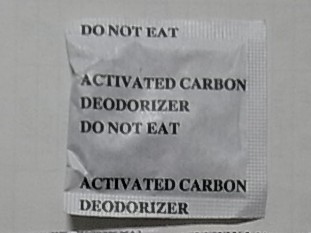 DO NOT EAT
ACTIVATED CARBON
DEODORIZER
DO NOT EAT
ACTIVATED CARBON
DEODORIZER